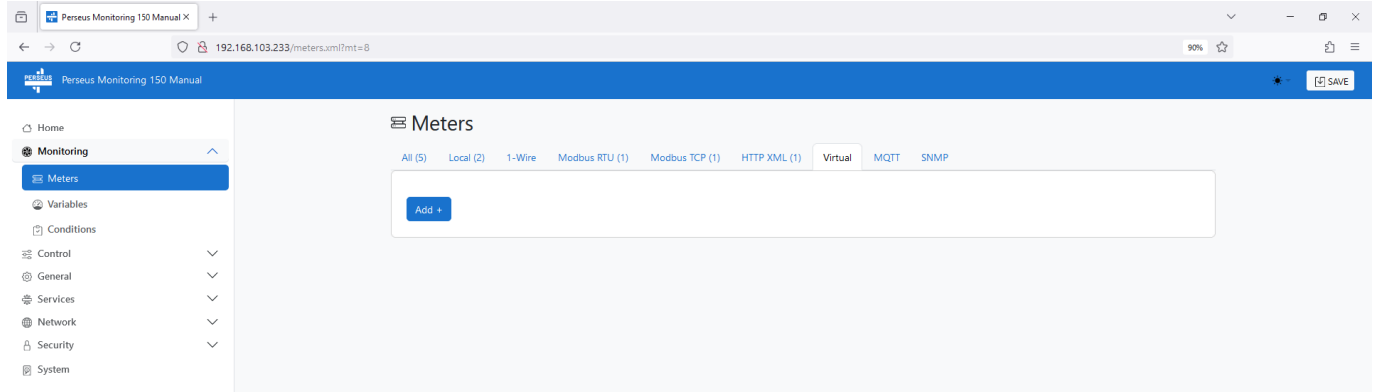 Perseus Monitoring 150 Manual
192.168.103.233/meters.xml?mt=8
90%
PERSEUS
Perseus Monitoring 150 Manual
SAVE
Home
Monitoring
Meters
Variables
Conditions
Control
General
Services
Network
Security
System
Meters
All (5) Local (2) 1-Wire Modbus RTU (1) Modbus TCP (1) HTTP XML (1) Virtual MQTT SNMP
Add +